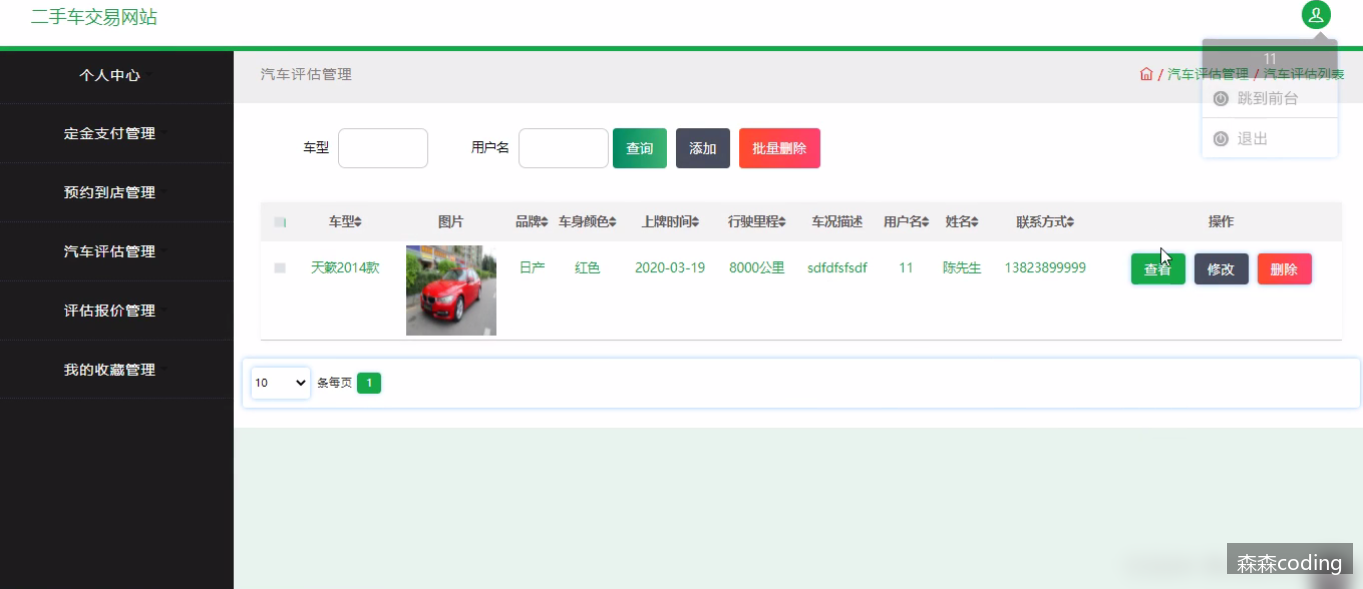 二手车交易网站
11
跳到前台
退出
个人中心
定金支付管理
预约到店管理
汽车评估管理
评估报价管理
我的收藏管理
汽车评估管理
/ 汽车评估管理 / 汽车评估列表
车型 用户名 查询 添加 批量删除
车型 图片 品牌 车身颜色 上牌时间 行驶里程 车况描述 用户名 姓名 联系方式 操作
天籁2014款 日产 红色 2020-03-19 8000公里 sdfdfsfsdf 11 陈先生 13823899999 查看 修改 删除
10 条每页 1
森森coding